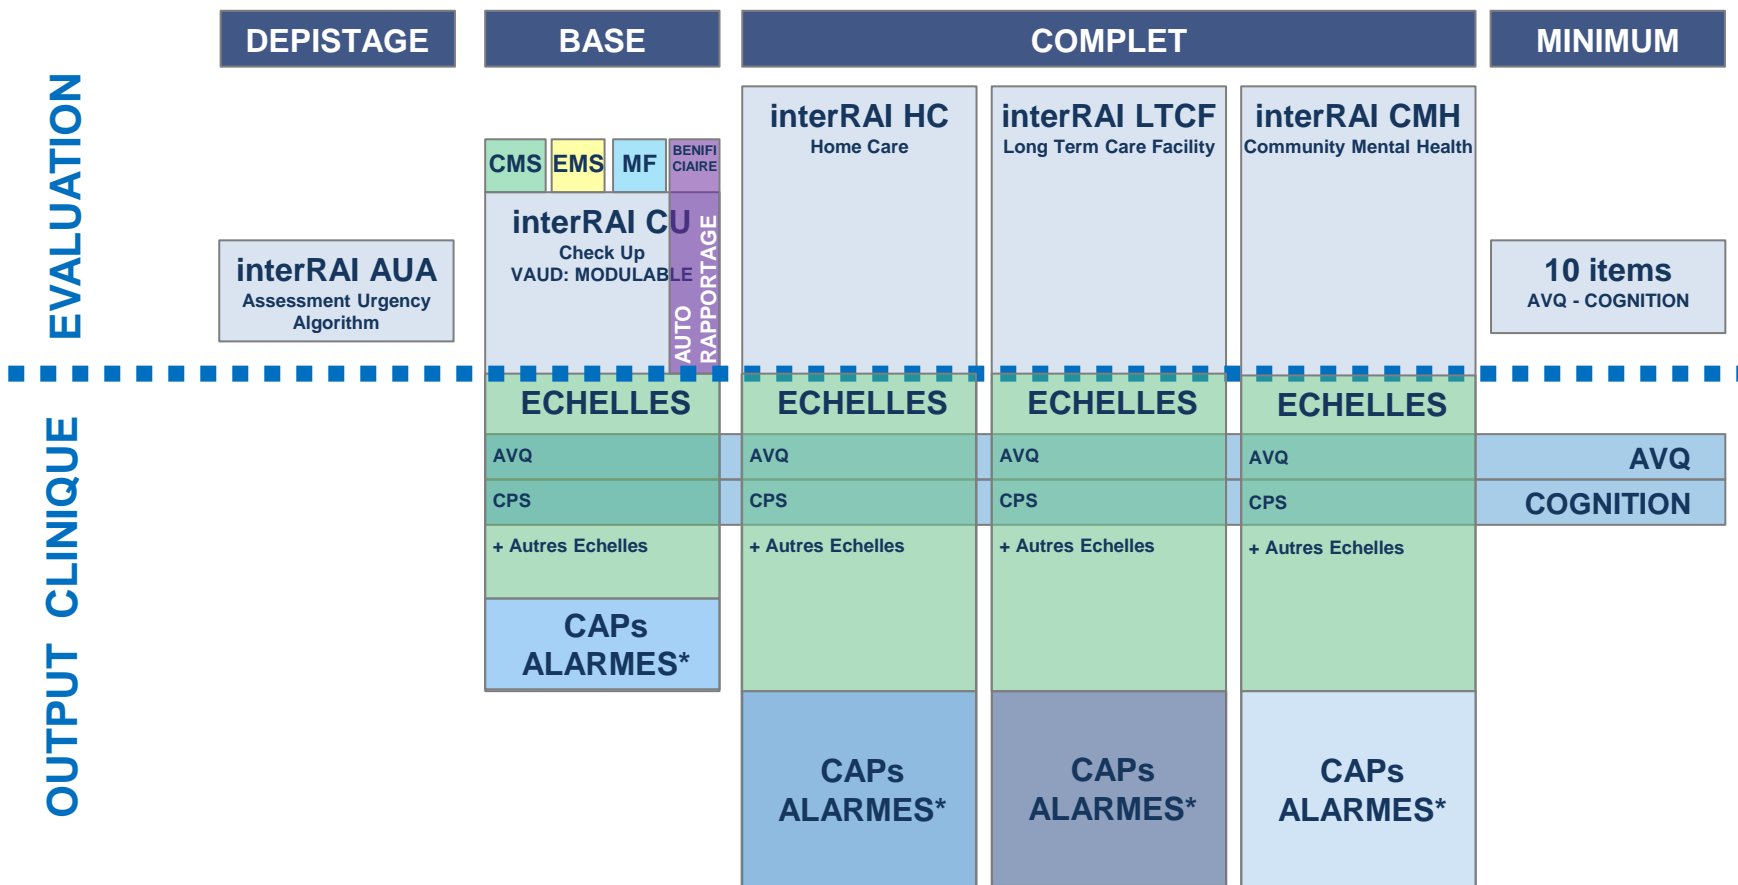 DEPISTAGE
BASE
COMPLET
MINIMUM
EVALUATION
interRAI AUA
Assessment Urgency
Algorithm
CMS
EMS
MF
BENIFI
CIAIRE
interRAI CU
Check Up
VAUD: MODULABLE
AUTO
RAPPORTAGE
interRAI HC
Home Care
interRAI LTCF
Long Term Care Facility
interRAI CMH
Community Mental Health
10 items
AVQ - COGNITION
OUTPUT CLINIQUE
ECHELLES
AVQ
CPS
+ Autres Echelles
CAPs
ALARMES*
ECHELLES
AVQ
CPS
+ Autres Echelles
CAPs
ALARMES*
ECHELLES
AVQ
CPS
+ Autres Echelles
CAPs
ALARMES*
ECHELLES
AVQ
CPS
+ Autres Echelles
CAPs
ALARMES*
AVQ
COGNITION